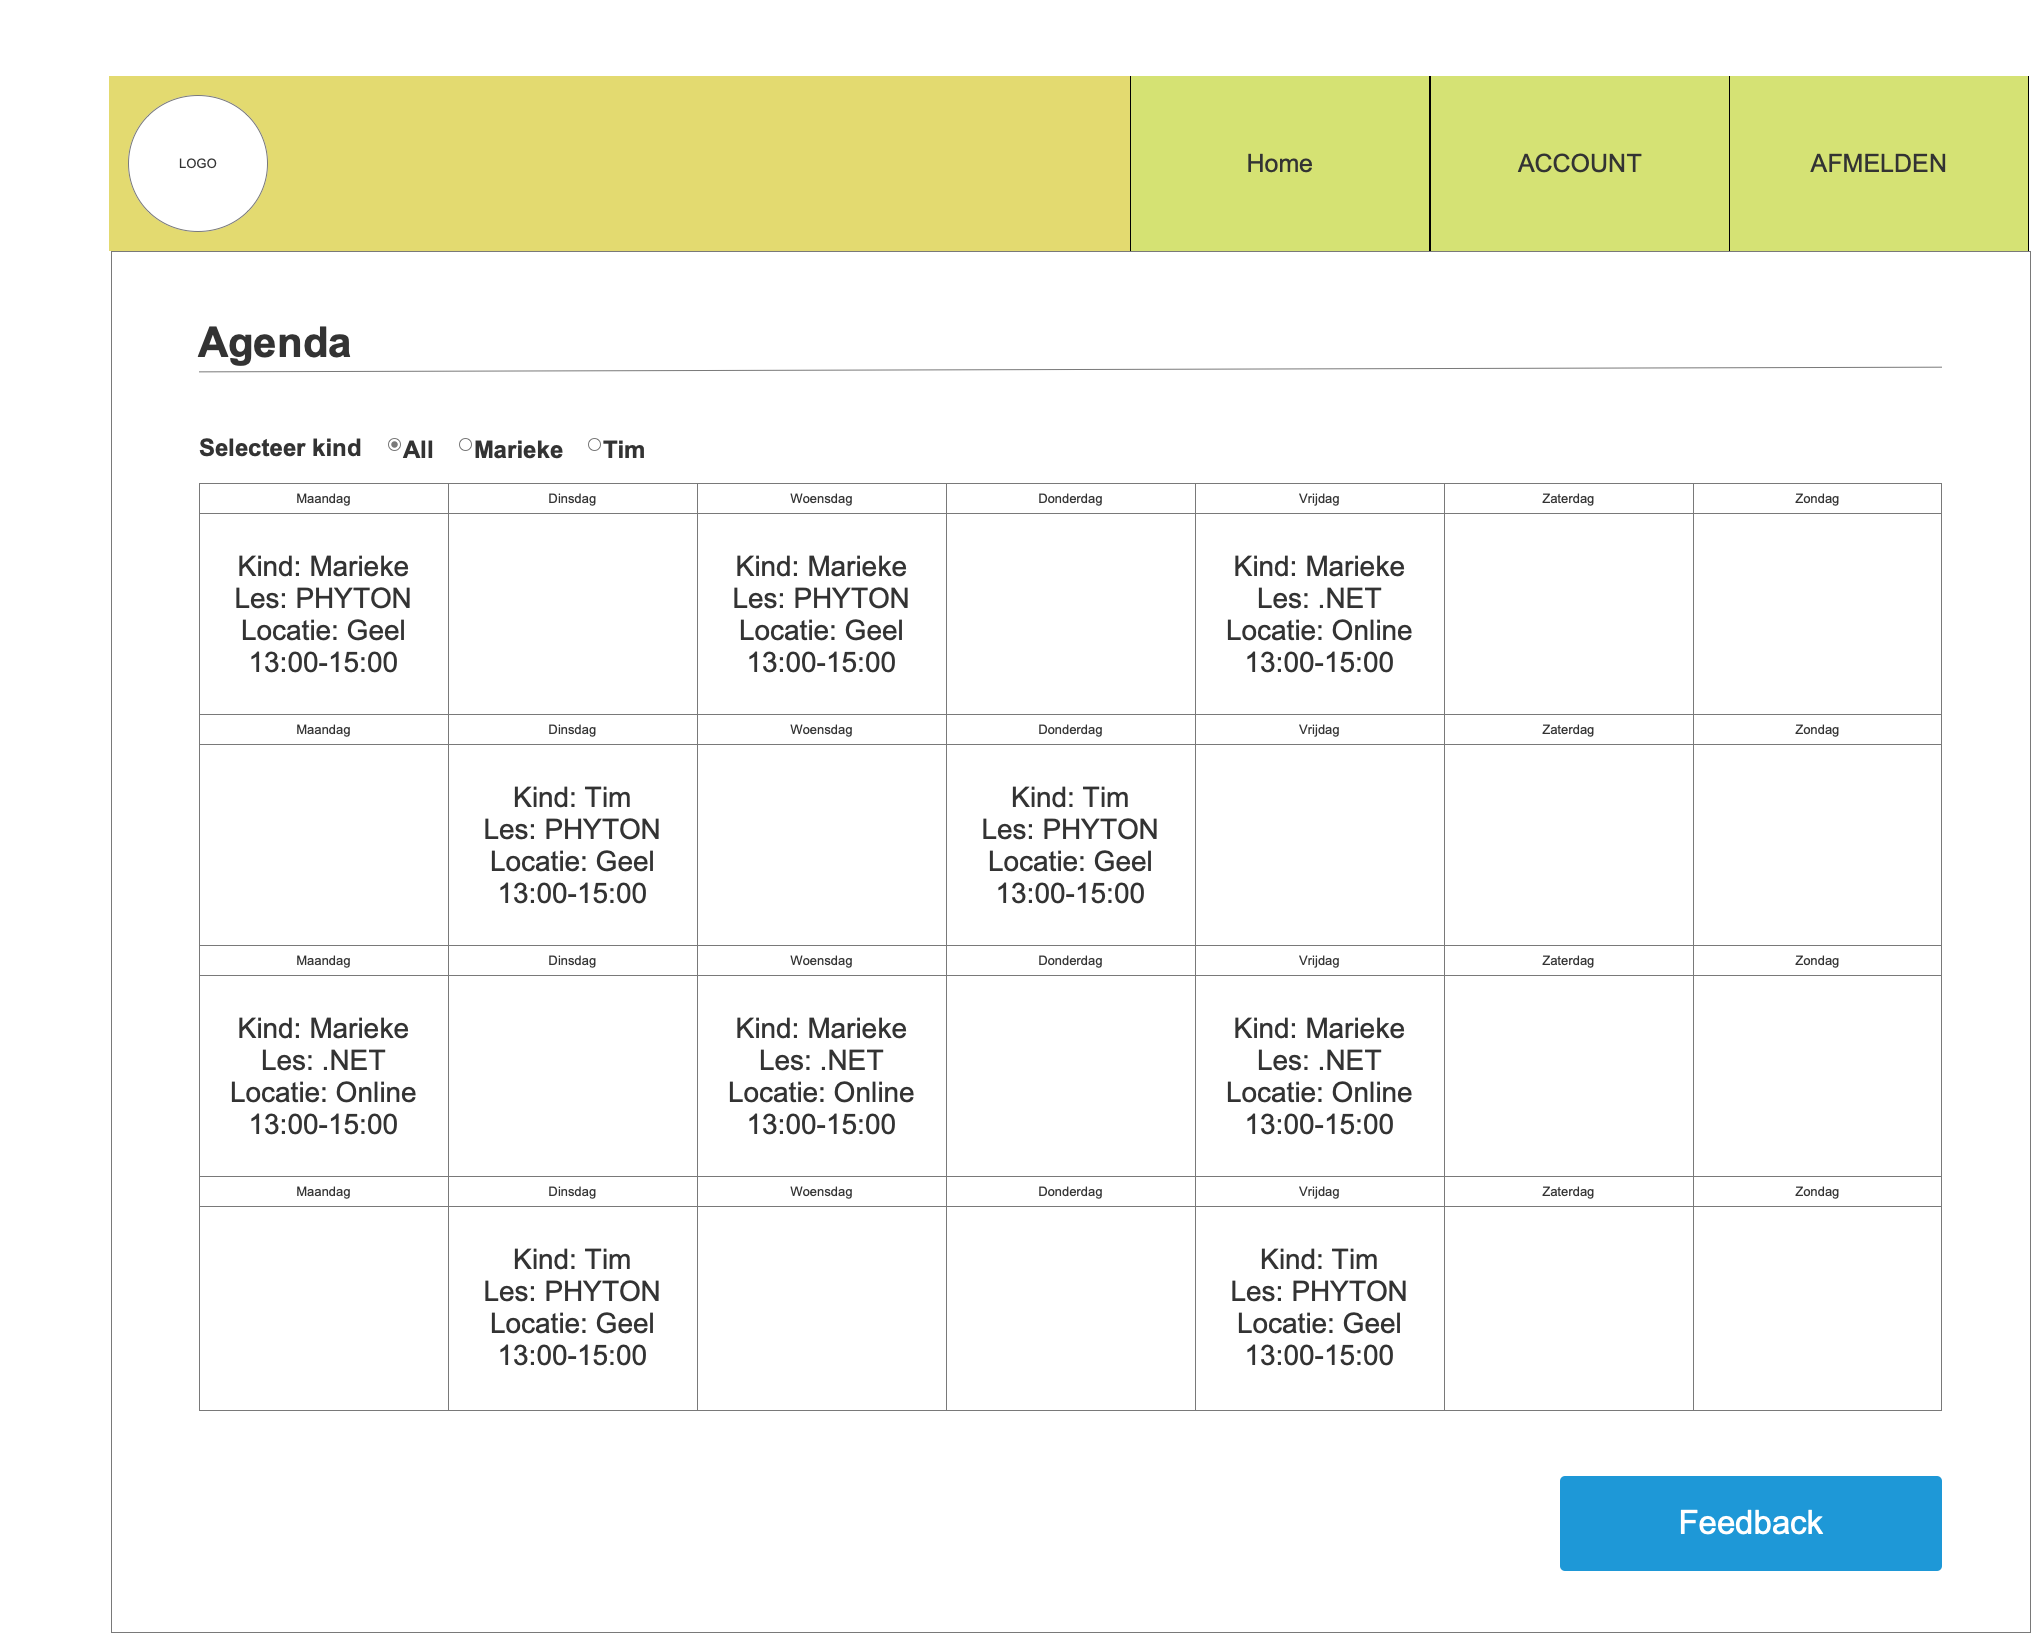 LOGO
Home
ACCOUNT
AFMELDEN
Agenda
Selecteer kind All Marieke Tim
Maandag Dinsdag Woensdag Donderdag Vrijdag Zaterdag Zondag
Kind: Marieke
Les: PHYTON
Locatie: Geel
13:00-15:00
Kind: Marieke
Les: PHYTON
Locatie: Geel
13:00-15:00
Kind: Marieke
Les: .NET
Locatie: Online
13:00-15:00
Maandag Dinsdag Woensdag Donderdag Vrijdag Zaterdag Zondag
Kind: Tim
Les: PHYTON
Locatie: Geel
13:00-15:00
Kind: Tim
Les: PHYTON
Locatie: Geel
13:00-15:00
Maandag Dinsdag Woensdag Donderdag Vrijdag Zaterdag Zondag
Kind: Marieke
Les: .NET
Locatie: Online
13:00-15:00
Kind: Marieke
Les: .NET
Locatie: Online
13:00-15:00
Kind: Marieke
Les: .NET
Locatie: Online
13:00-15:00
Maandag Dinsdag Woensdag Donderdag Vrijdag Zaterdag Zondag
Kind: Tim
Les: PHYTON
Locatie: Geel
13:00-15:00
Kind: Tim
Les: PHYTON
Locatie: Geel
13:00-15:00
Feedback